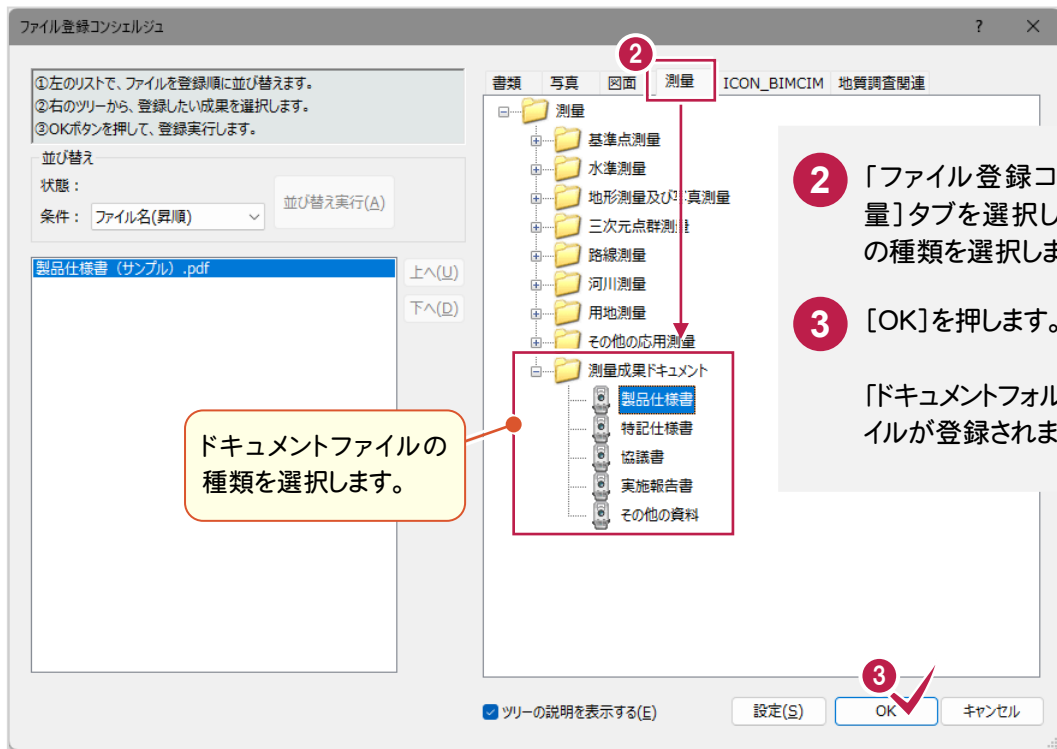 ファイル登録コンシェルジュ
?
①左のリストで、ファイルを登録順に並び替えます。
②右のツリーから、登録したい成果を選択します。
③OKボタンを押して、登録実行します。
並び替え
状態：
条件： ファイル名(昇順)
並び替え実行(A)
製品仕様書（サンプル）.pdf
上へ(U)
下へ(D)
2
書類 写真 図面 測量 ICON_BIMCIM 地質調査関連
測量
基準点測量
水準測量
地形測量及び写真測量
三次元点群測量
路線測量
河川測量
用地測量
その他の応用測量
測量成果ドキュメント
製品仕様書
特記仕様書
協議書
実施報告書
その他の資料
ドキュメントファイルの
種類を選択します。
2 「ファイル登録コ
量］タブを選択し
の種類を選択しま
3 ［OK］を押します。
「ドキュメントフォル
イルが登録されま
3
ツリーの説明を表示する(E)
設定(S)
OK
キャンセル